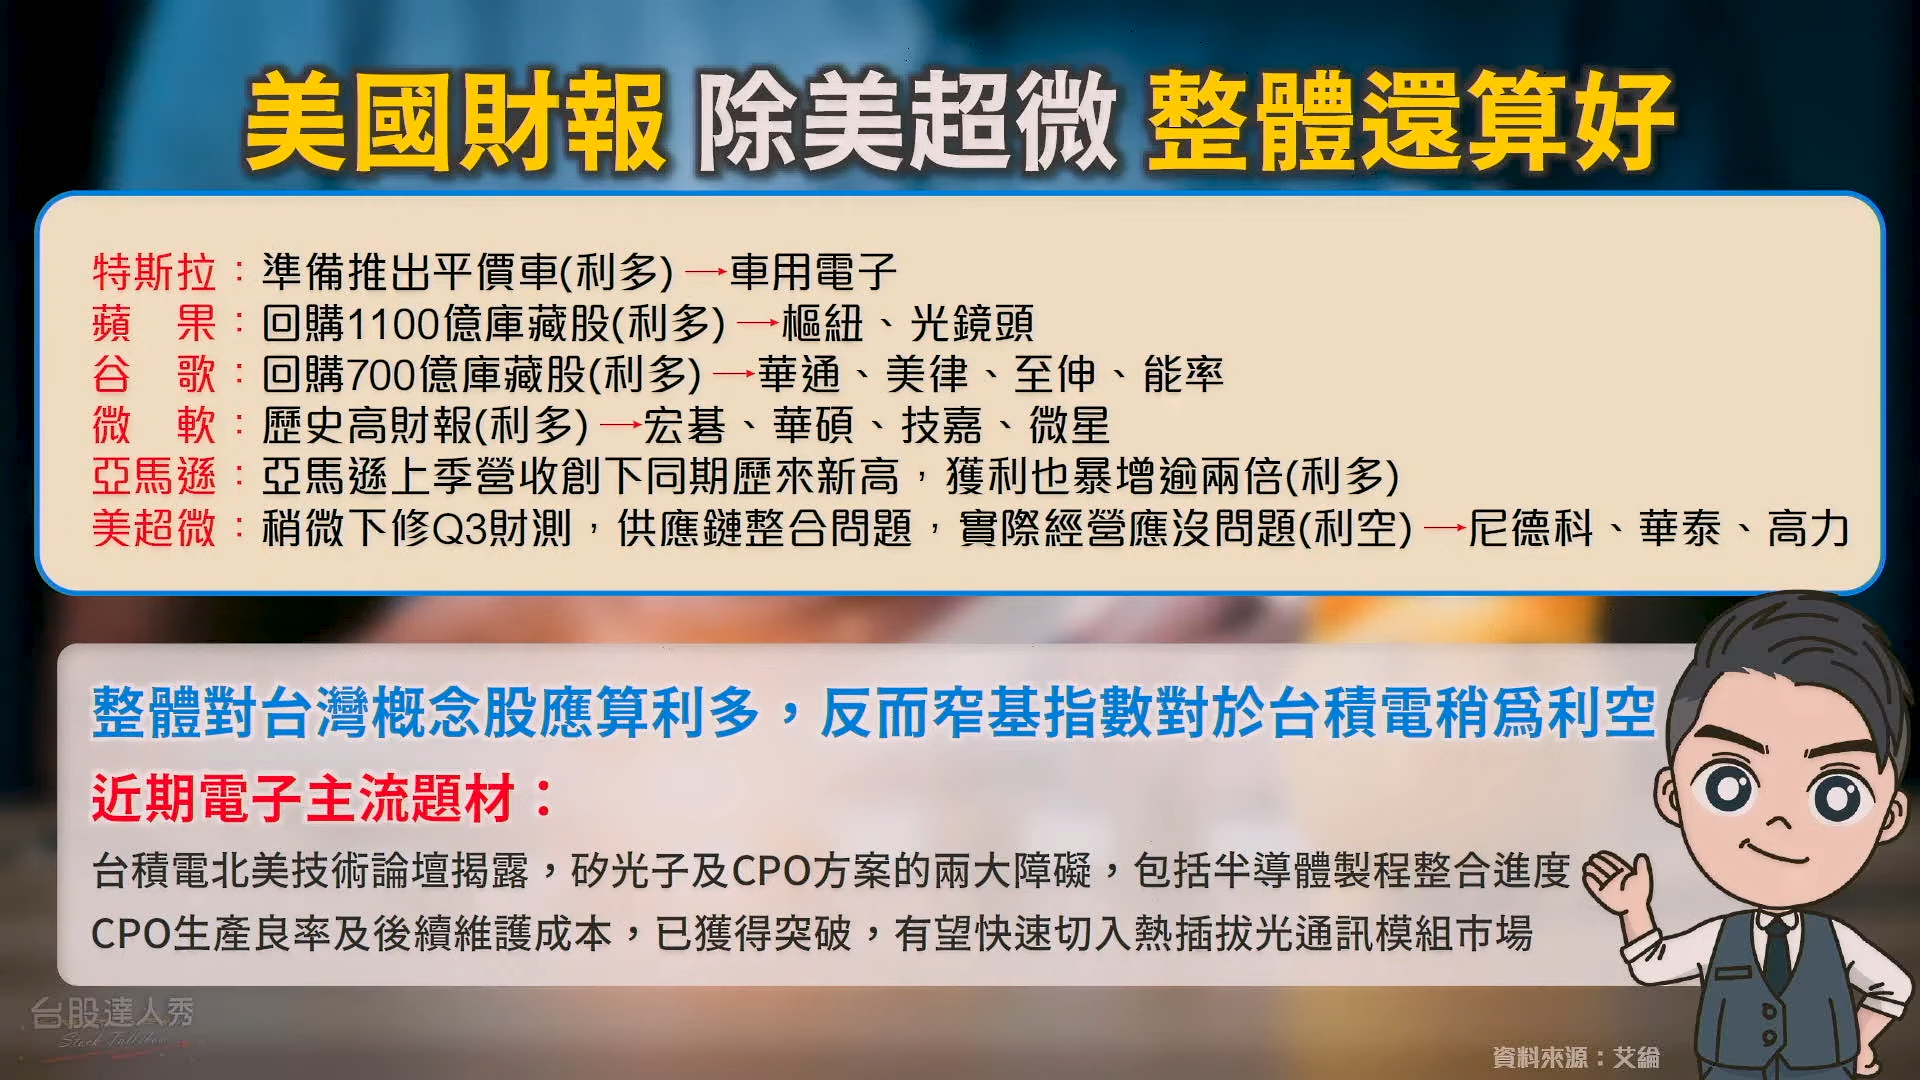 美國財報 除美超微 整體還算好
特斯拉：準備推出平價車(利多)→車用電子
蘋　果：回購1100億庫藏股(利多)→樞紐、光鏡頭
谷　歌：回購700億庫藏股(利多)→華通、美律、至伸、能率
微　軟：歷史高財報(利多)→宏碁、華碩、技嘉、微星
亞馬遜：亞馬遜上季營收創下同期歷來新高，獲利也暴增逾兩倍(利多)
美超微：稍微下修Q3財測，供應鏈整合問題，實際經營應沒問題(利空)→尼德科、華泰、高力
整體對台灣概念股應算利多，反而窄基指數對於台積電稍為利空
近期電子主流題材：
台積電北美技術論壇揭露，矽光子及CPO方案的兩大障礙，包括半導體製程整合進度
CPO生產良率及後續維護成本，已獲得突破，有望快速切入熱插拔光通訊模組市場
台股達人秀
Stock Talkshow
資料來源：艾綸